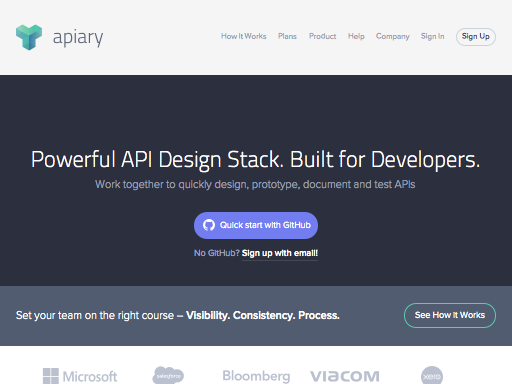 apiary
How It Works Plans Product Help Company Sign In Sign Up
Powerful API Design Stack. Built for Developers.
Work together to quickly design, prototype, document and test APIs
Quick start with GitHub
No GitHub? Sign up with email!
Set your team on the right course – Visibility. Consistency. Process.
See How It Works
Microsoft salesforce Bloomberg VIACOM xero